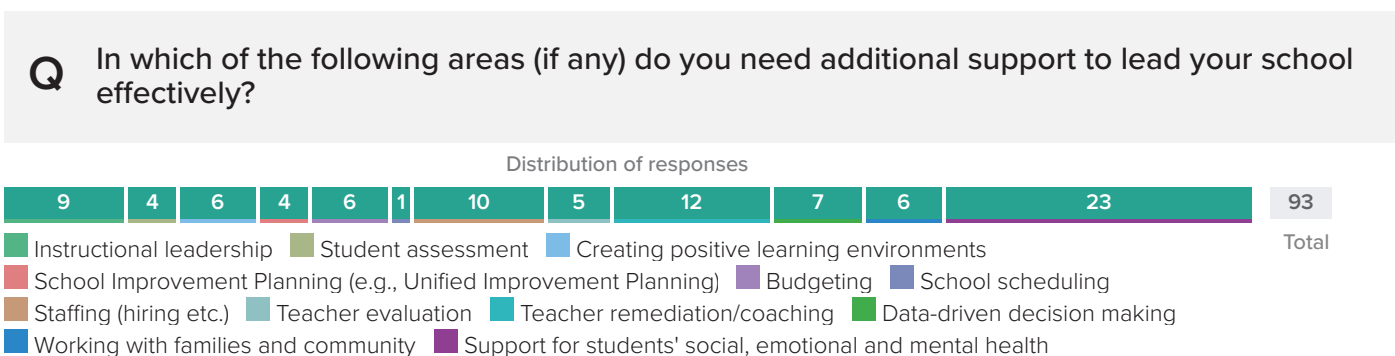 Q In which of the following areas (if any) do you need additional support to lead your school
effectively?
Distribution of responses
9 4 6 4 6 1 10 5 12 7 6 23 93
Instructional leadership Student assessment Creating positive learning environments Total
School Improvement Planning (e.g., Unified Improvement Planning) Budgeting School scheduling
Staffing (hiring etc.) Teacher evaluation Teacher remediation/coaching Data-driven decision making
Working with families and community Support for students' social, emotional and mental health